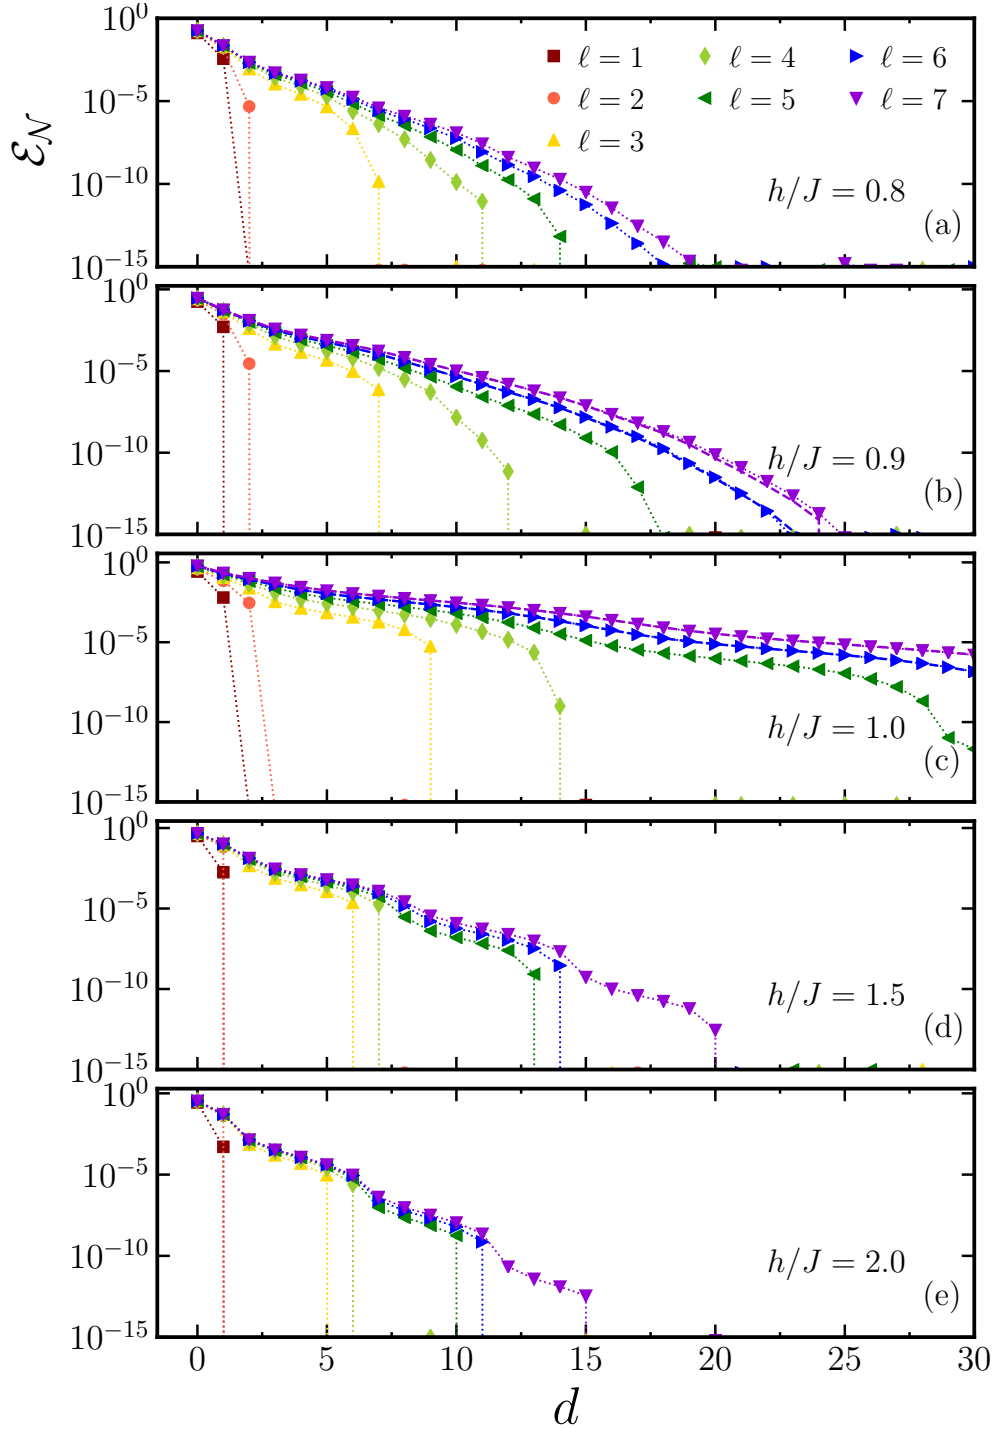 10^0
10^{-5}
10^{-10}
10^{-15}
\mathcal{E}_\mathcal{N}
ℓ = 1
ℓ = 4
ℓ = 6
ℓ = 2
ℓ = 5
ℓ = 7
ℓ = 3
h/J = 0.8
(a)
10^0
10^{-5}
10^{-10}
10^{-15}
h/J = 0.9
(b)
10^0
10^{-5}
10^{-10}
10^{-15}
h/J = 1.0
(c)
10^0
10^{-5}
10^{-10}
10^{-15}
h/J = 1.5
(d)
10^0
10^{-5}
10^{-10}
10^{-15}
h/J = 2.0
(e)
0 5 10 15 20 25 30
d